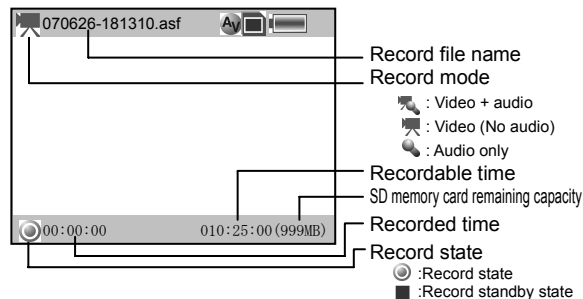 070626-181310.asf AV
Record file name
Record mode
: Video + audio
: Video (No audio)
: Audio only
Recordable time
SD memory card remaining capacity
00:00:00 010:25:00(999MB)
Recorded time
Record state
:Record state
:Record standby state